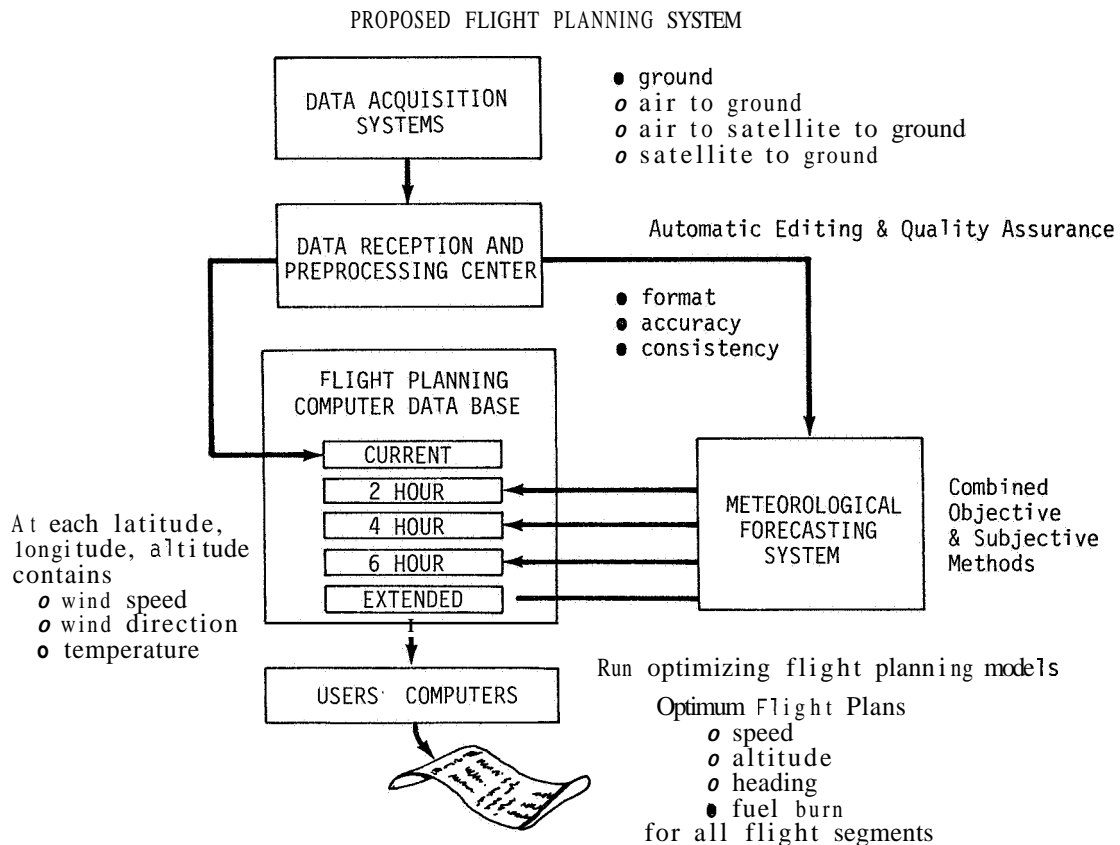 PROPOSED FLIGHT PLANNING SYSTEM
DATA ACQUISITION
SYSTEMS
● ground
o air to ground
o air to satellite to ground
o satellite to ground
DATA RECEPTION AND
PREPROCESSING CENTER
Automatic Editing & Quality Assurance
● format
● accuracy
● consistency
FLIGHT PLANNING
COMPUTER DATA BASE
CURRENT
2 HOUR
4 HOUR
6 HOUR
EXTENDED
METEOROLOGICAL
FORECASTING
SYSTEM
Combined
Objective
& Subjective
Methods
At each latitude,
longitude, altitude
contains
o wind speed
o wind direction
o temperature
USERS' COMPUTERS
Run optimizing flight planning models
Optimum Flight Plans
o speed
o altitude
o heading
● fuel burn
for all flight segments